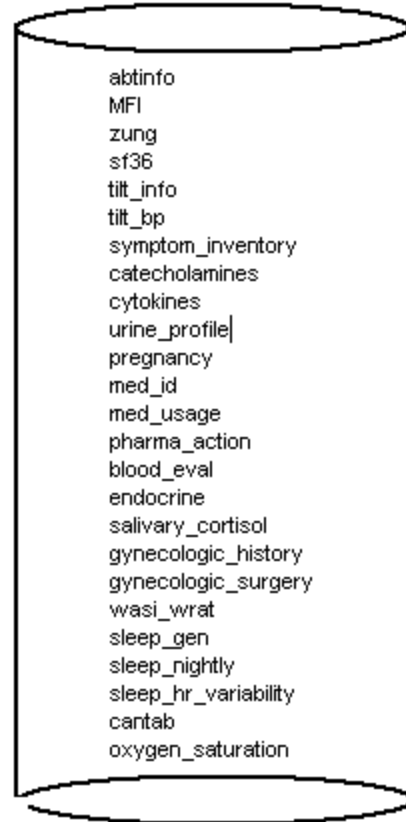 abtinfo
MFI
zung
sf36
tilt_info
tilt_bp
symptom_inventory
catecholamines
cytokines
urine_profile
pregnancy
med_id
med_usage
pharma_action
blood_eval
endocrine
salivary_cortisol
gynecologic_history
gynecologic_surgery
wasi_wrat
sleep_gen
sleep_nightly
sleep_hr_variability
cantab
oxygen_saturation